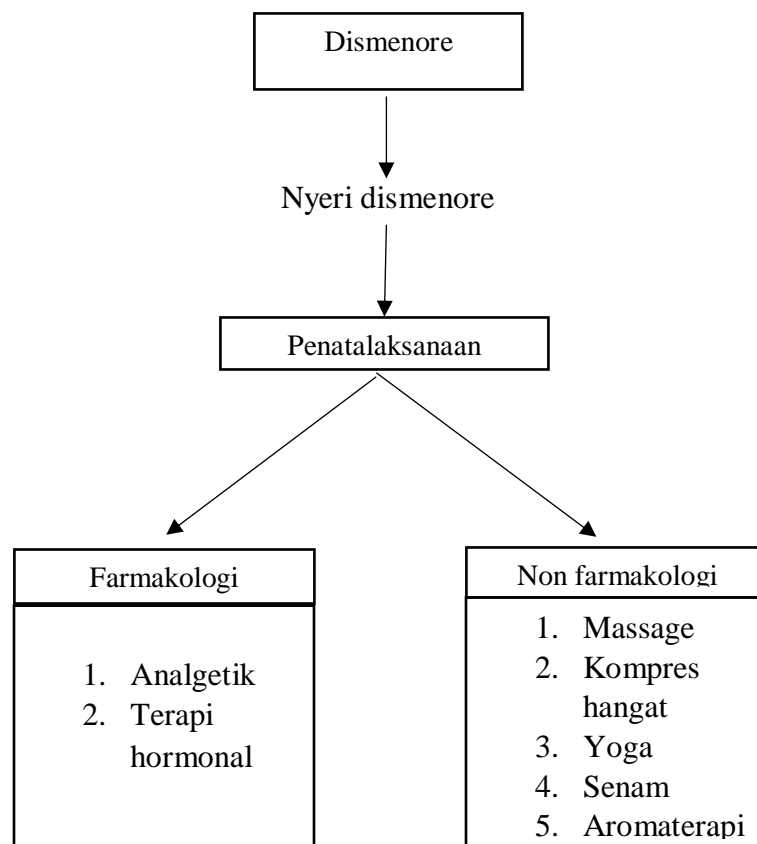 Dismenore
Nyeri dismenore
Penatalaksanaan
Farmakologi
1. Analgetik
2. Terapi
hormonal
Non farmakologi
1. Massage
2. Kompres
hangat
3. Yoga
4. Senam
5. Aromaterapi